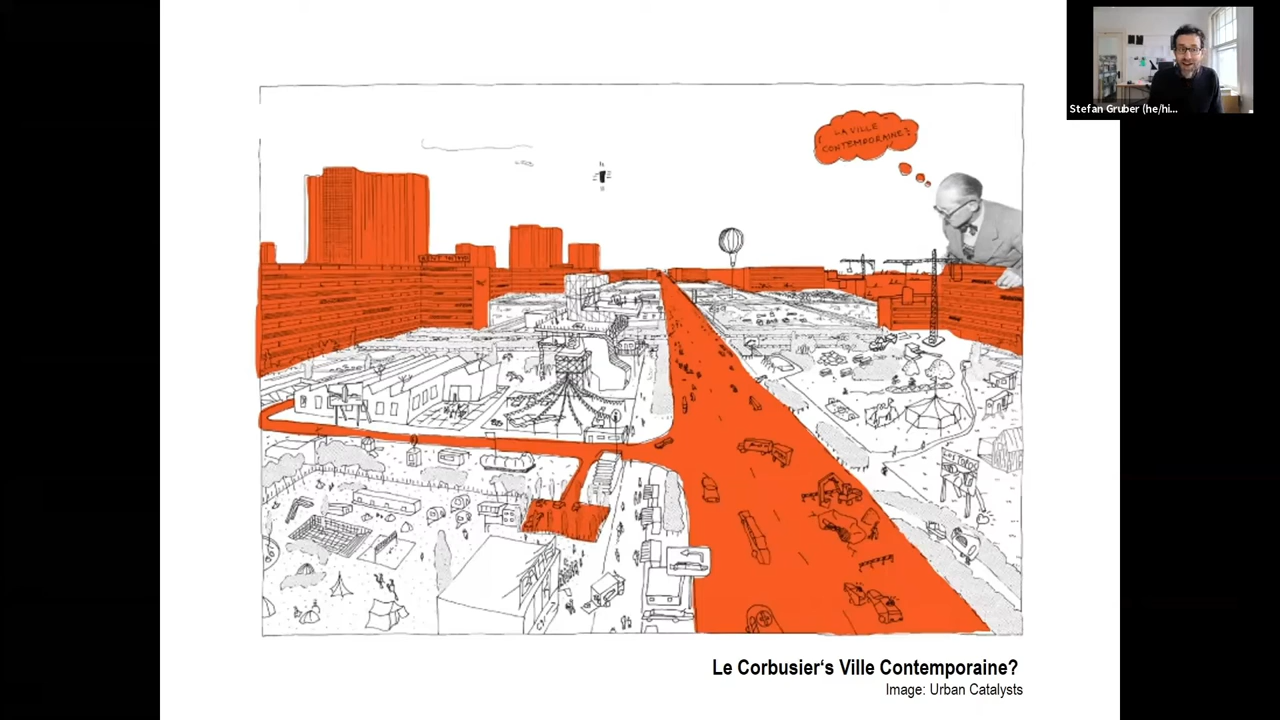 Stefan Gruber (he/hi...
LA VILLE
CONTEMPORAINE?
Le Corbusier‘s Ville Contemporaine?
Image: Urban Catalysts